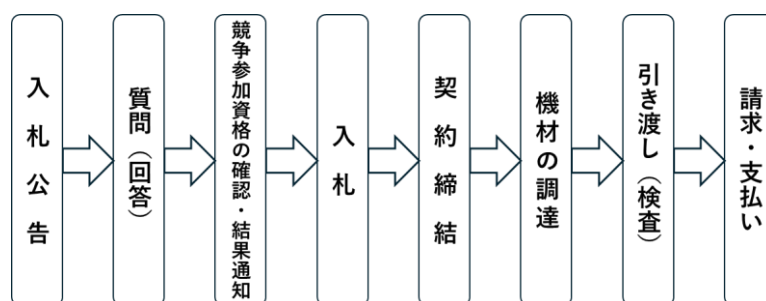 入札公告
質問（回答）
競争参加資格の確認・結果通知
入札
契約締結
機材の調達
引き渡し（検査）
請求・支払い